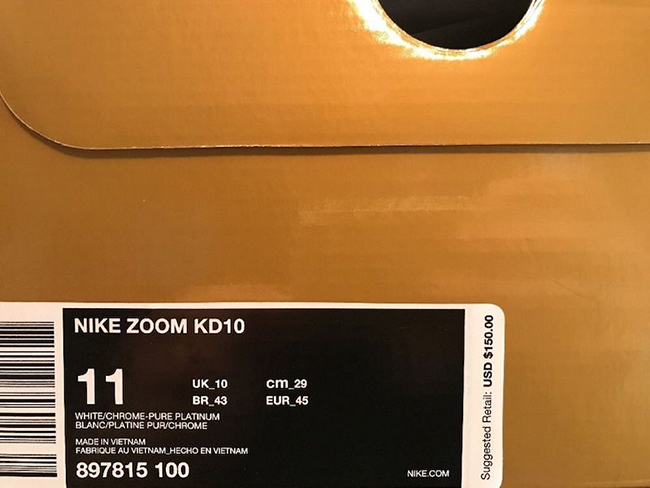 NIKE ZOOM KD10
11
UK_10 cm_29
BR_43 EUR_45
WHITE/CHROME-PURE PLATINUM
BLANC/PLATINE PUR/CHROME
MADE IN VIETNAM
FABRIQUE AU VIETNAM_HECHO EN VIETNAM
897815 100
NIKE.COM
Suggested Retail: USD $150.00